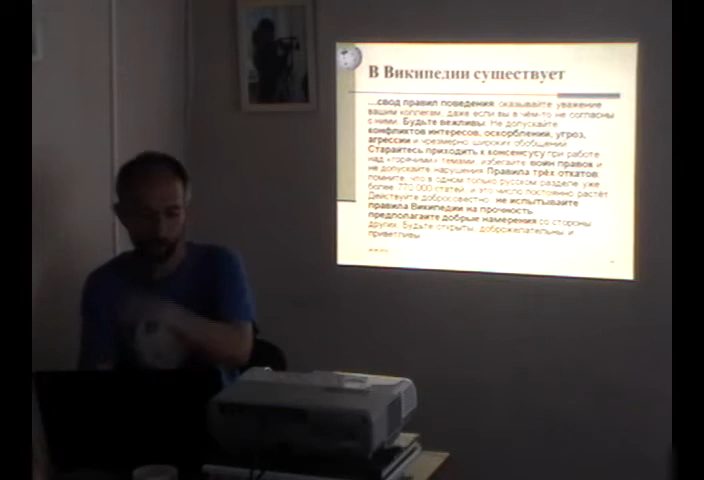 В Википедии существует
...свод правил поведения: оказывайте уважение
вашим коллегам, даже если вы в чём-то не согласны
с ними. Будьте вежливы. Не допускайте
конфликтов интересов, оскорблений, угроз,
агрессии и чрезмерно широких обобщений.
Старайтесь приходить к консенсусу при работе
над «горячими» темами, избегайте войн правок и
не допускайте нарушения Правила трёх откатов,
помните, что в одном только русском разделе уже
более 770 000 статей, и это число постоянно растёт.
Действуйте добросовестно, не испытывайте
правила Википедии на прочность,
предполагайте добрые намерения со стороны
других. Будьте открыты, доброжелательны и
приветливы.